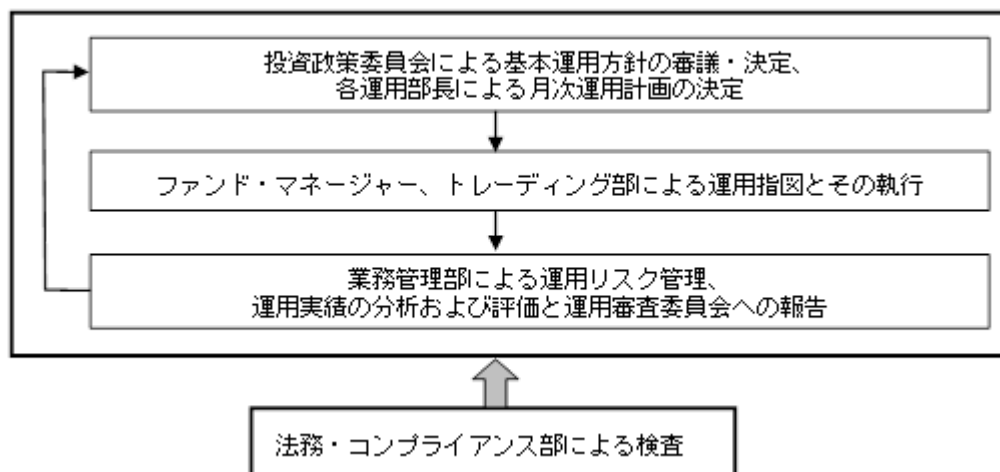 投資政策委員会による基本運用方針の審議・決定、
各運用部長による月次運用計画の決定
ファンド・マネージャー、トレーディング部による運用指図とその執行
業務管理部による運用リスク管理、
運用実績の分析および評価と運用審査委員会への報告
法務・コンプライアンス部による検査